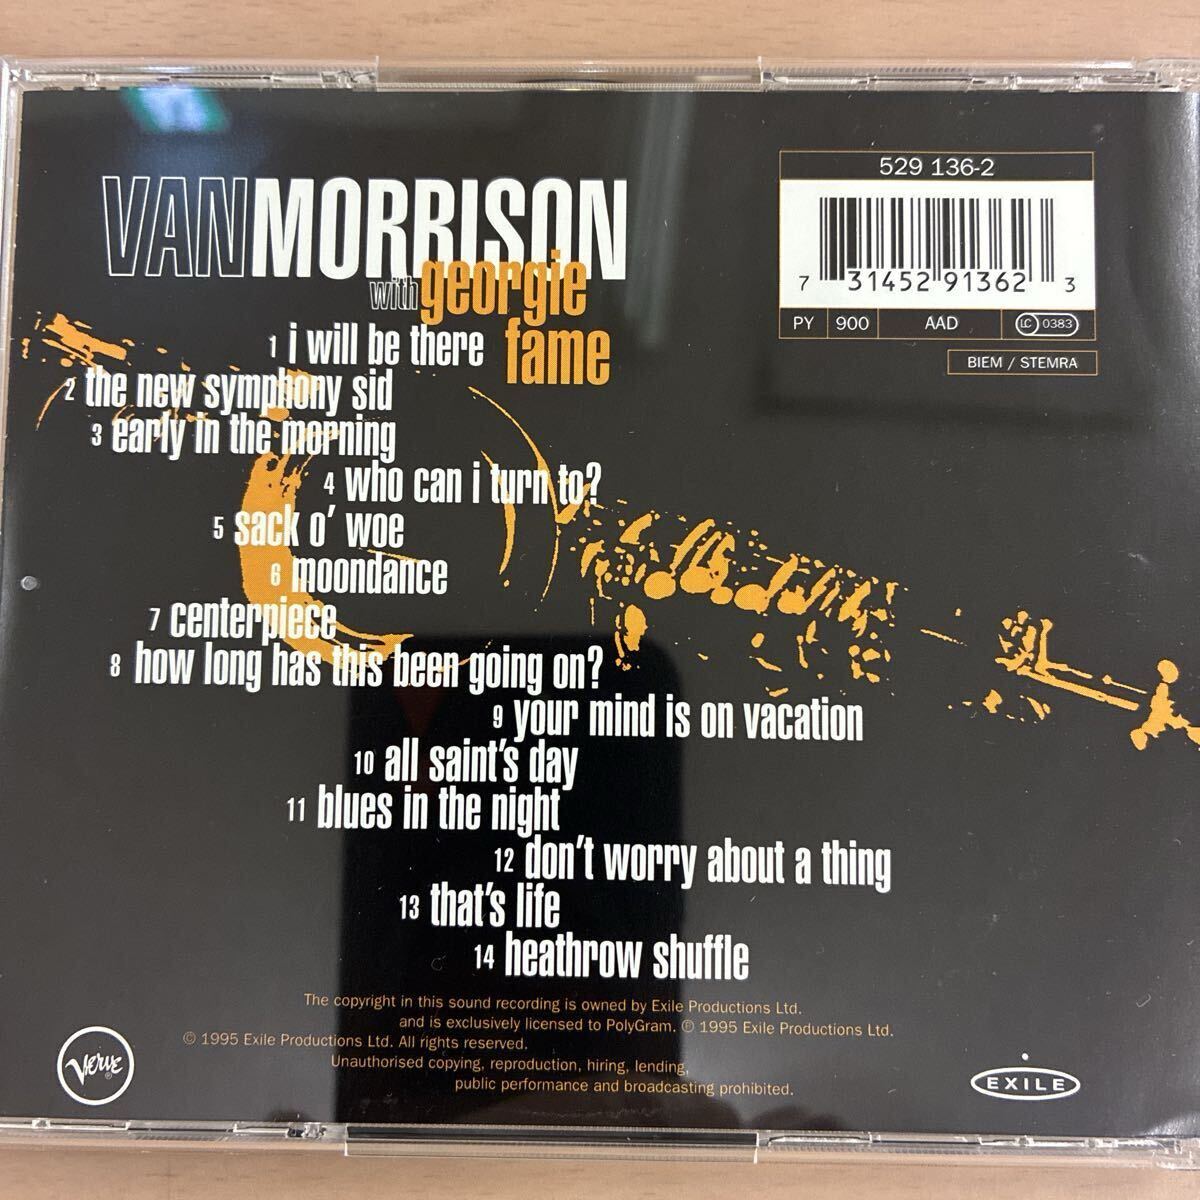 VAN MORRISON
with georgie
fame
1 i will be there
2 the new symphony sid
3 early in the morning
4 who can i turn to?
5 sack o' woe
6 moondance
7 centerpiece
8 how long has this been going on?
9 your mind is on vacation
10 all saint's day
11 blues in the night
12 don't worry about a thing
13 that's life
14 heathrow shuffle
529 136-2
7 31452 91362 3
PY 900 AAD LC 0383
BIEM / STEMRA
The copyright in this sound recording is owned by Exile Productions Ltd.
and is exclusively licensed to PolyGram. ℗ 1995 Exile Productions Ltd.
© 1995 Exile Productions Ltd. All rights reserved.
Unauthorised copying, reproduction, hiring, lending,
public performance and broadcasting prohibited.
Verve®
EXILE